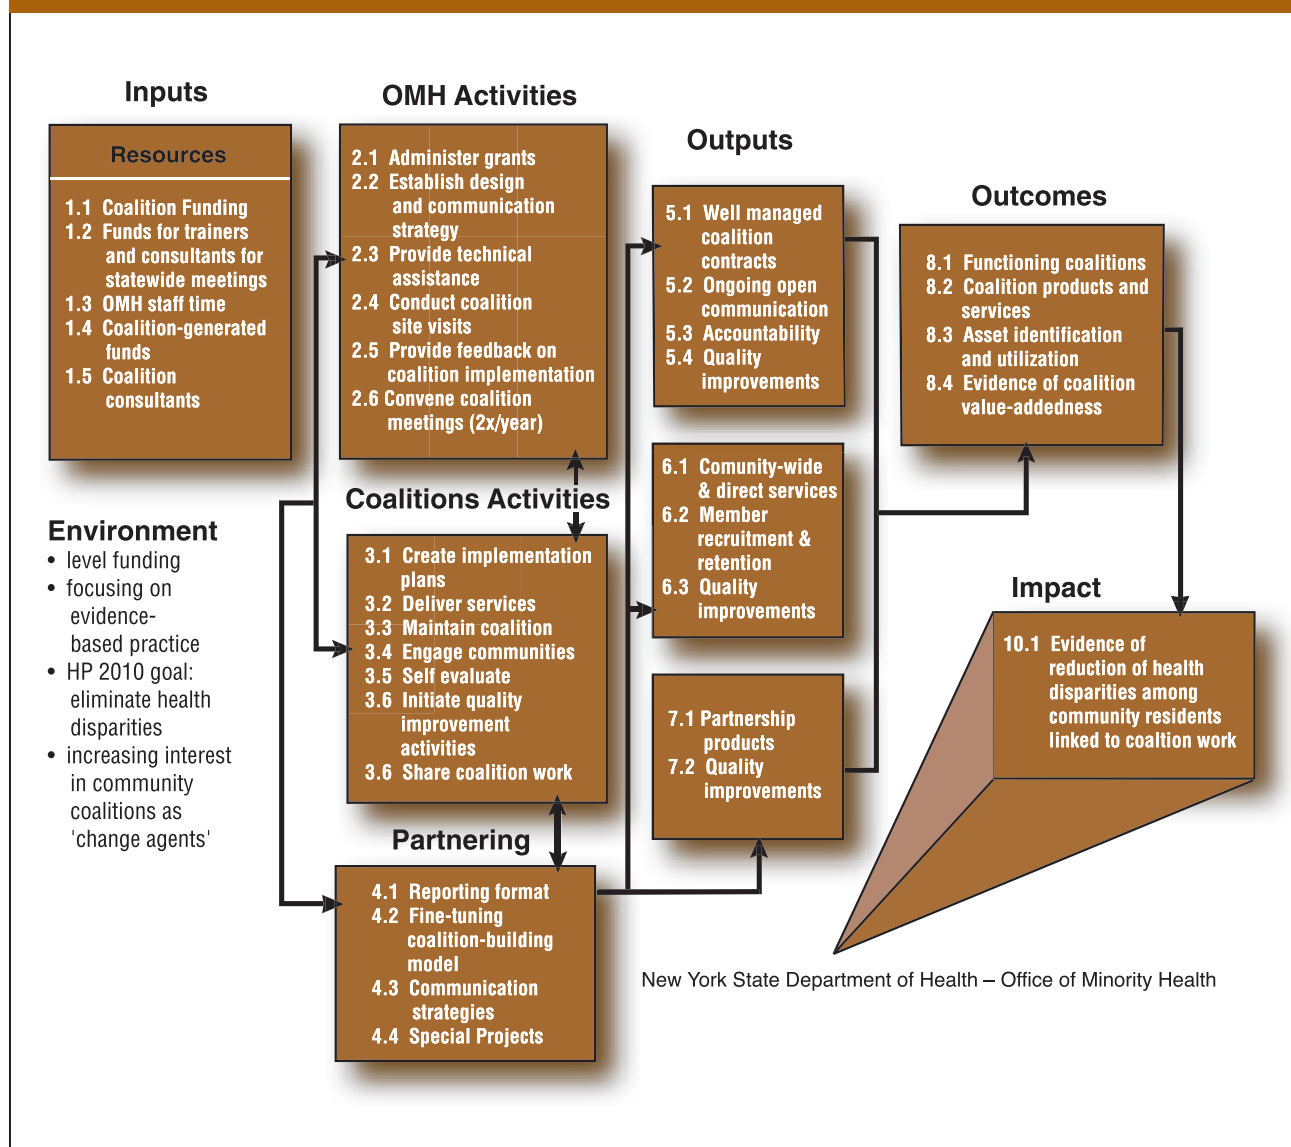 Inputs
Resources
1.1 Coalition Funding
1.2 Funds for trainers
and consultants for
statewide meetings
1.3 OMH staff time
1.4 Coalition-generated
funds
1.5 Coalition
consultants
Environment
• level funding
• focusing on
evidence-
based practice
• HP 2010 goal:
eliminate health
disparities
• increasing interest
in community
coalitions as
'change agents'
OMH Activities
2.1 Administer grants
2.2 Establish design
and communication
strategy
2.3 Provide technical
assistance
2.4 Conduct coalition
site visits
2.5 Provide feedback on
coalition implementation
2.6 Convene coalition
meetings (2x/year)
Coalitions Activities
3.1 Create implementation
plans
3.2 Deliver services
3.3 Maintain coalition
3.4 Engage communities
3.5 Self evaluate
3.6 Initiate quality
improvement
activities
3.6 Share coalition work
Partnering
4.1 Reporting format
4.2 Fine-tuning
coalition-building
model
4.3 Communication
strategies
4.4 Special Projects
Outputs
5.1 Well managed
coalition
contracts
5.2 Ongoing open
communication
5.3 Accountability
5.4 Quality
improvements
6.1 Comunity-wide
& direct services
6.2 Member
recruitment &
retention
6.3 Quality
improvements
7.1 Partnership
products
7.2 Quality
improvements
Outcomes
8.1 Functioning coalitions
8.2 Coalition products and
services
8.3 Asset identification
and utilization
8.4 Evidence of coalition
value-addedness
Impact
10.1 Evidence of
reduction of health
disparities among
community residents
linked to coaltion work
New York State Department of Health – Office of Minority Health